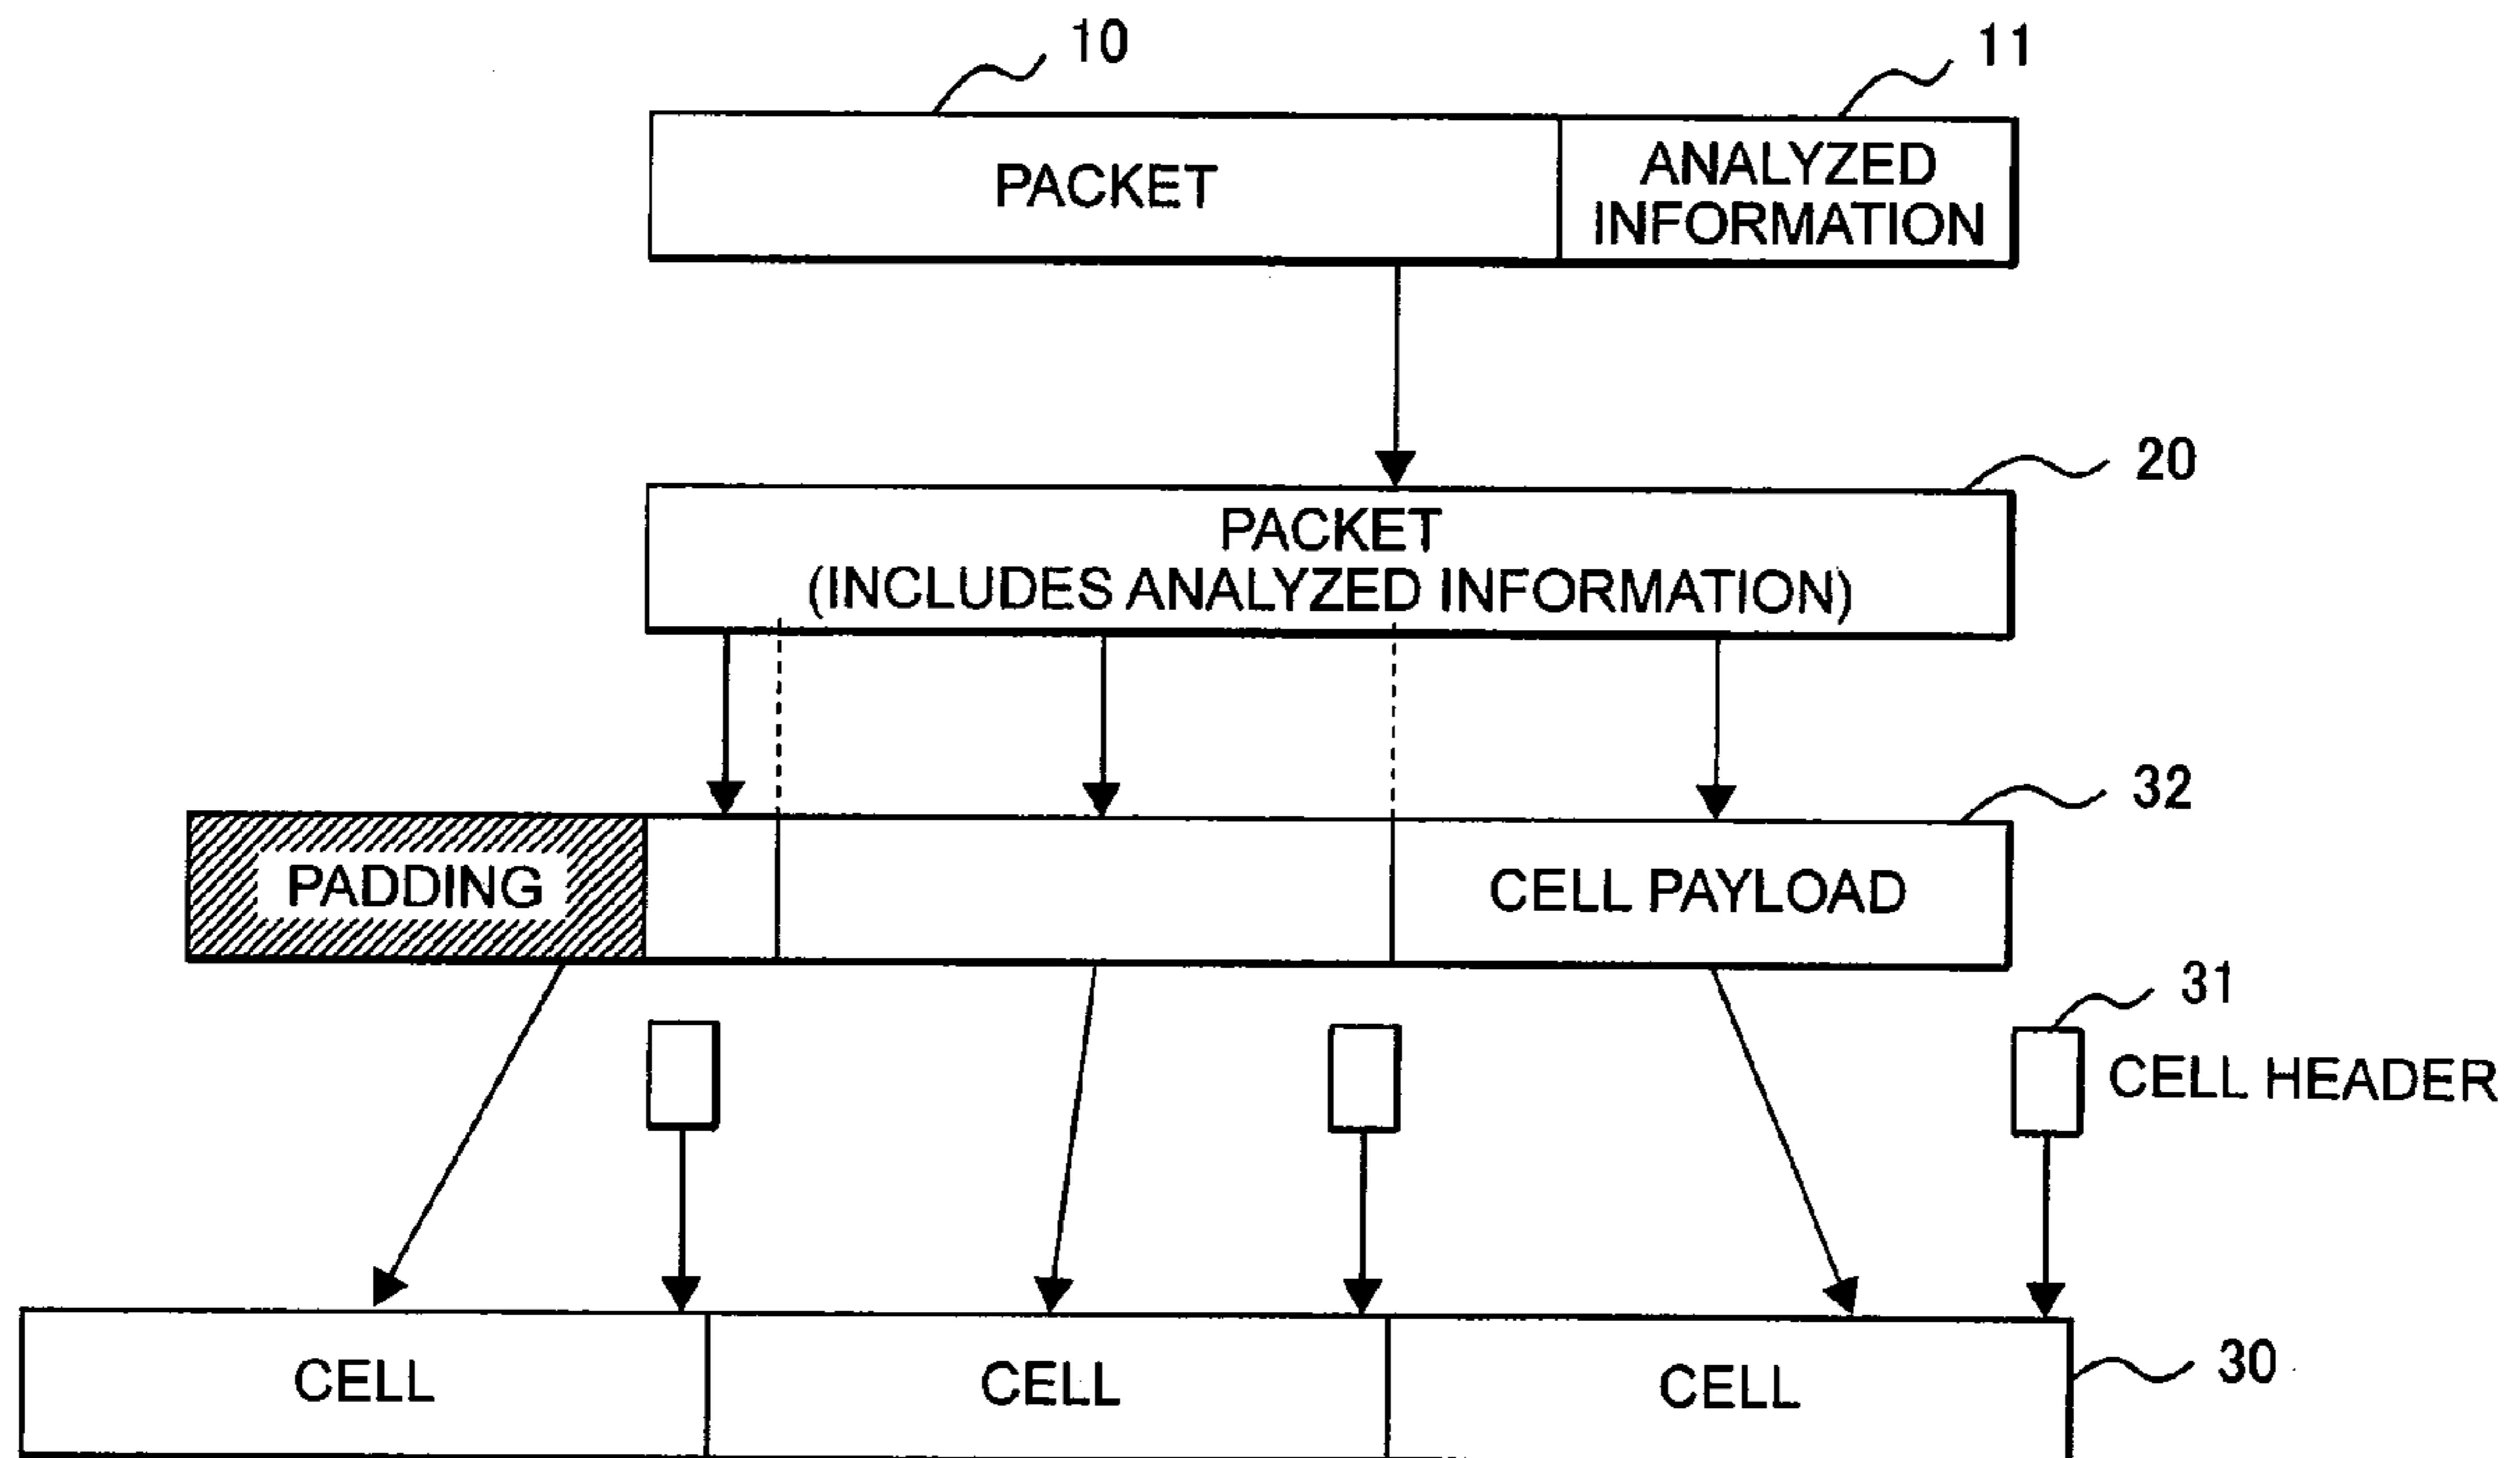 10
11
PACKET
ANALYZED
INFORMATION
20
PACKET
(INCLUDES ANALYZED INFORMATION)
32
PADDING
CELL PAYLOAD
31
CELL HEADER
CELL
CELL
CELL
30